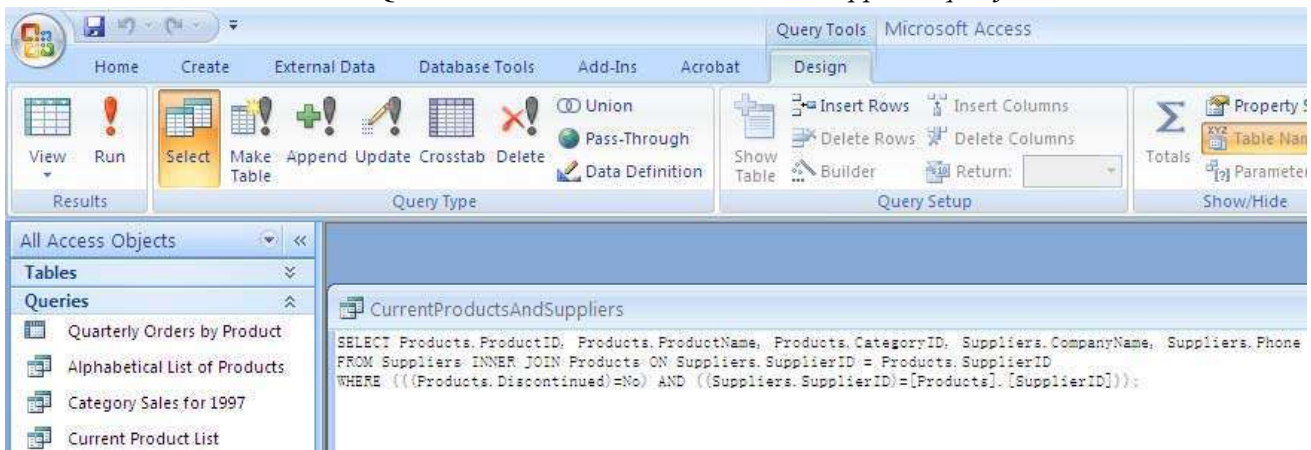 Query Tools Microsoft Access
Home Create External Data Database Tools Add-Ins Acrobat Design
View Run Select Make Table Append Update Crosstab Delete
Union
Pass-Through
Data Definition
Show Table
Insert Rows Insert Columns
Delete Rows Delete Columns
Builder Return:
Totals
Property S
XYZ Table Nam
Parameter
Results Query Type Query Setup Show/Hide
All Access Objects
Tables
Queries
Quarterly Orders by Product
Alphabetical List of Products
Category Sales for 1997
Current Product List
CurrentProductsAndSuppliers
SELECT Products.ProductID, Products.ProductName, Products.CategoryID, Suppliers.CompanyName, Suppliers.Phone
FROM Suppliers INNER JOIN Products ON Suppliers.SupplierID = Products.SupplierID
WHERE (((Products.Discontinued)=No) AND ((Suppliers.SupplierID)=[Products].[SupplierID]));